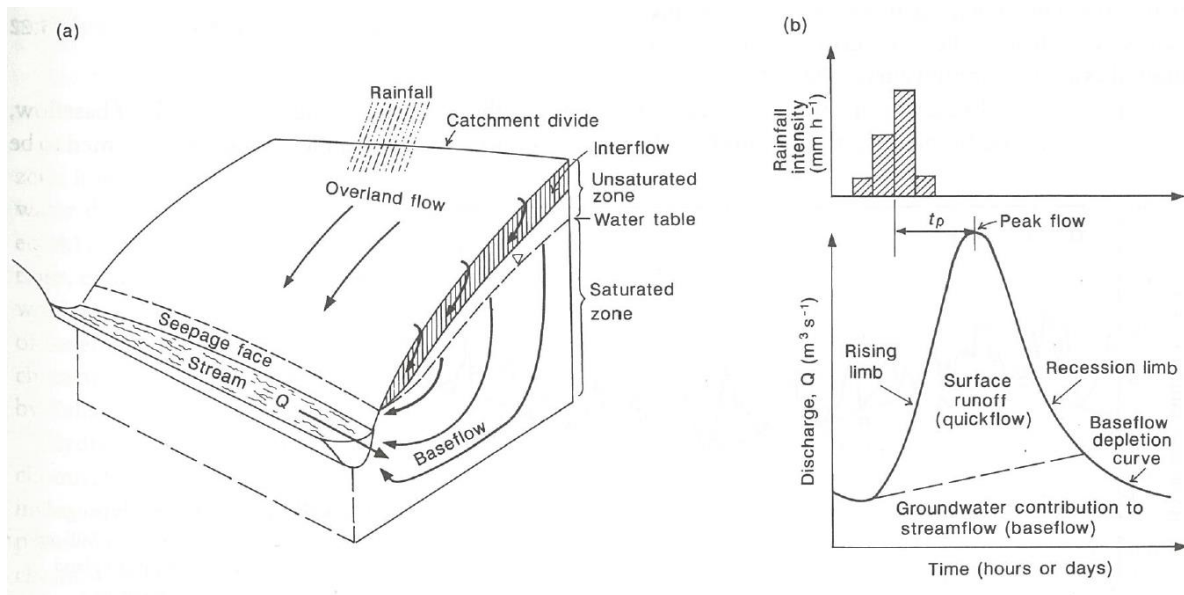 (a)
Rainfall
Catchment divide
Interflow
Unsaturated
zone
Overland flow
Water table
Saturated
zone
Seepage face
Stream
Q
Baseflow
(b)
Rainfall
intensity
(mm h⁻¹)
tp
Peak flow
Discharge, Q (m³ s⁻¹)
Rising
limb
Surface
runoff
(quickflow)
Recession limb
Baseflow
depletion
curve
Groundwater contribution to
streamflow (baseflow)
Time (hours or days)